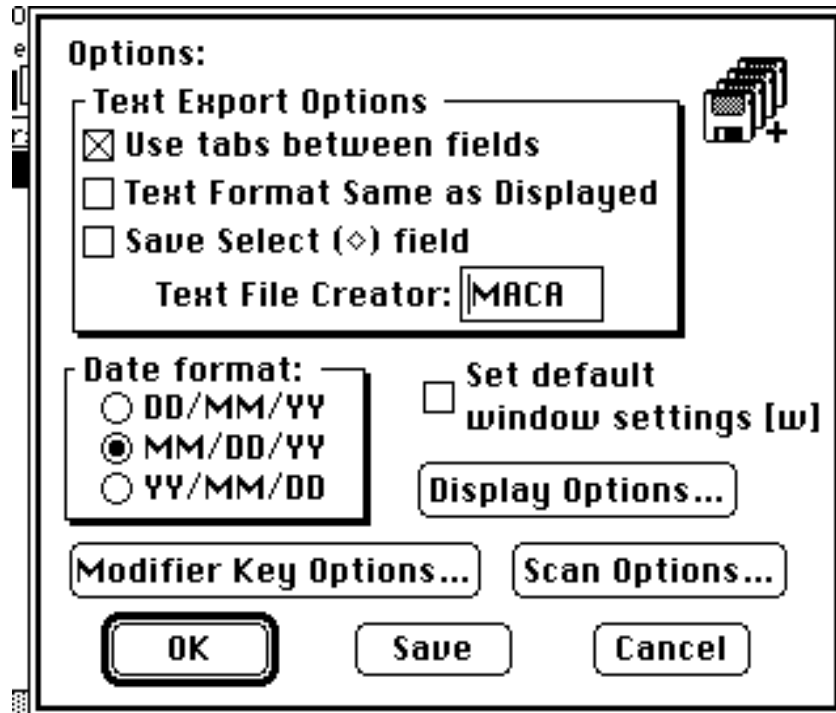 Options:
Text Export Options
Use tabs between fields
Text Format Same as Displayed
Save Select (◇) field
Text File Creator: MACA
Date format:
DD/MM/YY
MM/DD/YY
YY/MM/DD
Set default
window settings [w]
Display Options...
Modifier Key Options...
Scan Options...
OK
Save
Cancel